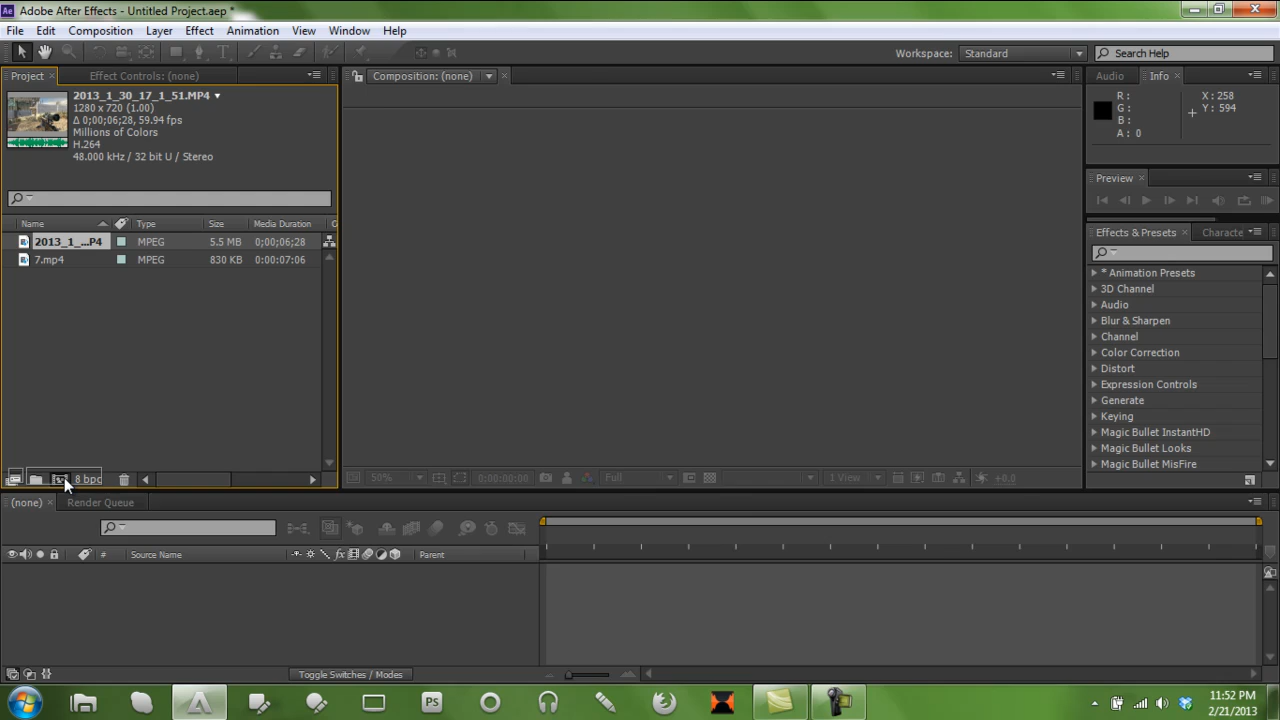 Ae Adobe After Effects - Untitled Project.aep *
File Edit Composition Layer Effect Animation View Window Help
Workspace: Standard Search Help
Project Effect Controls: (none) Composition: (none) Audio Info
2013_1_30_17_1_51.MP4
1280 x 720 (1.00)
Δ 0;00;06;28, 59.94 fps
Millions of Colors
H.264
48.000 kHz / 32 bit U / Stereo
R :
G :
B :
A : 0
X : 258
Y : 594
Preview
Name Type Size Media Duration
2013_1_...P4 MPEG 5.5 MB 0;00;06;28
7.mp4 MPEG 830 KB 0:00:07:06
Effects & Presets Characte
* Animation Presets
3D Channel
Audio
Blur & Sharpen
Channel
Color Correction
Distort
Expression Controls
Generate
Keying
Magic Bullet InstantHD
Magic Bullet Looks
Magic Bullet MisFire
8 bpc
50% 0;00;00;00 Full 1 View +0.0
(none) Render Queue
# Source Name fx Parent
Toggle Switches / Modes
Ps
11:52 PM
2/21/2013